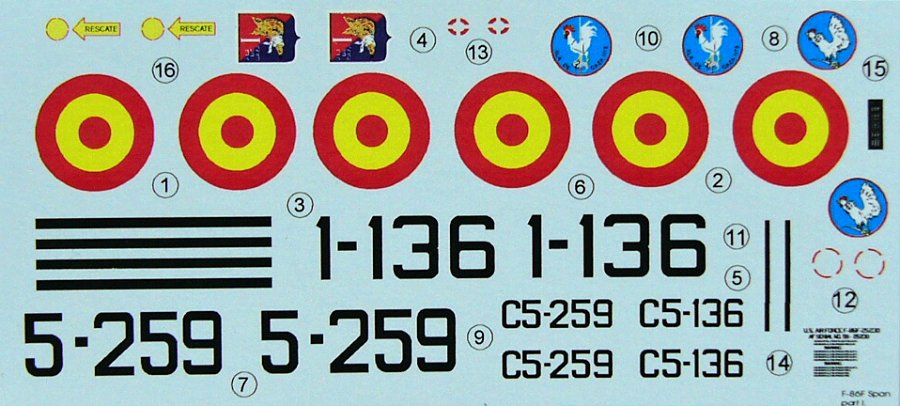 RESCATE RESCATE
4 13 10 8
16 15
1 6 2
3
1-136 1-136
11
5
C5-259 C5-136
12
5-259 5-259
9
C5-259 C5-136
14
7
F-86F Span
part I.